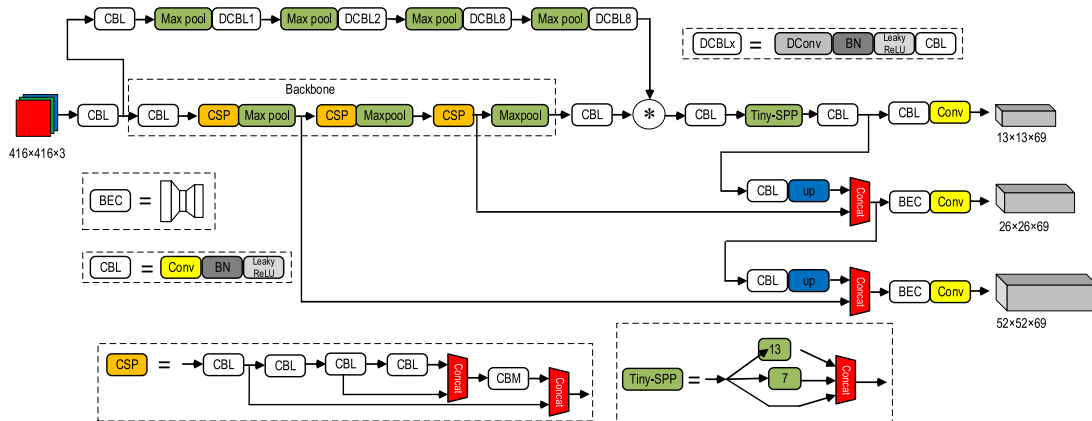 CBL Max pool DCBL1 Max pool DCBL2 Max pool DCBL8 Max pool DCBL8
DCBLx = DConv BN Leaky ReLU CBL
Backbone
CBL CBL CSP Max pool CSP Maxpool CSP Maxpool CBL * CBL Tiny-SPP CBL CBL Conv
416×416×3
13×13×69
BEC =
CBL up Concat BEC Conv
26×26×69
CBL = Conv BN Leaky ReLU
CBL up Concat BEC Conv
52×52×69
CSP = CBL CBL CBL CBL Concat CBM Concat
Tiny-SPP = 13 7 Concat